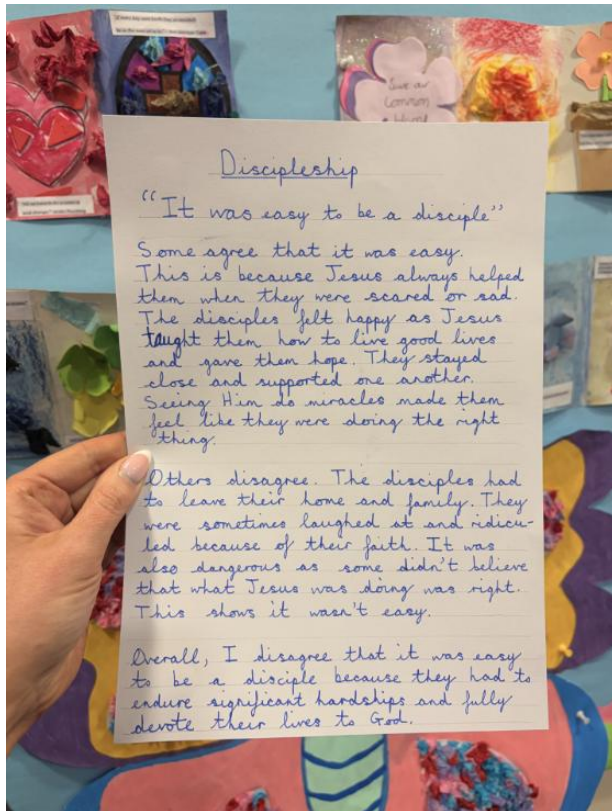 Save our
Common
Discipleship
"It was easy to be a disciple"
Some agree that it was easy.
This is because Jesus always helped
them when they were scared or sad.
The disciples felt happy as Jesus
taught them how to live good lives
and gave them hope. They stayed
close and supported one another.
Seeing Him do miracles made them
feel like they were doing the right
thing.
Others disagree. The disciples had
to leave their home and family. They
were sometimes laughed at and ridicu-
led because of their faith. It was
also dangerous as some didn't believe
that what Jesus was doing was right.
This shows it wasn't easy.
Overall, I disagree that it was easy
to be a disciple because they had to
endure significant hardships and fully
devote their lives to God.